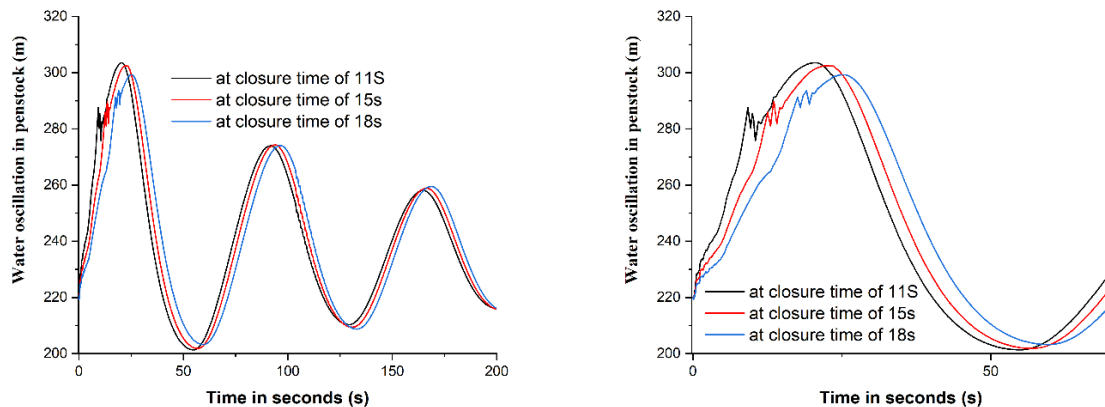 Water oscillation in penstock (m)
320
300
280
260
240
220
200
at closure time of 11S
at closure time of 15s
at closure time of 18s
0
50
100
150
200
Time in seconds (s)
Water oscillation in penstock (m)
320
300
280
260
240
220
200
at closure time of 11S
at closure time of 15s
at closure time of 18s
0
50
Time in seconds (s)